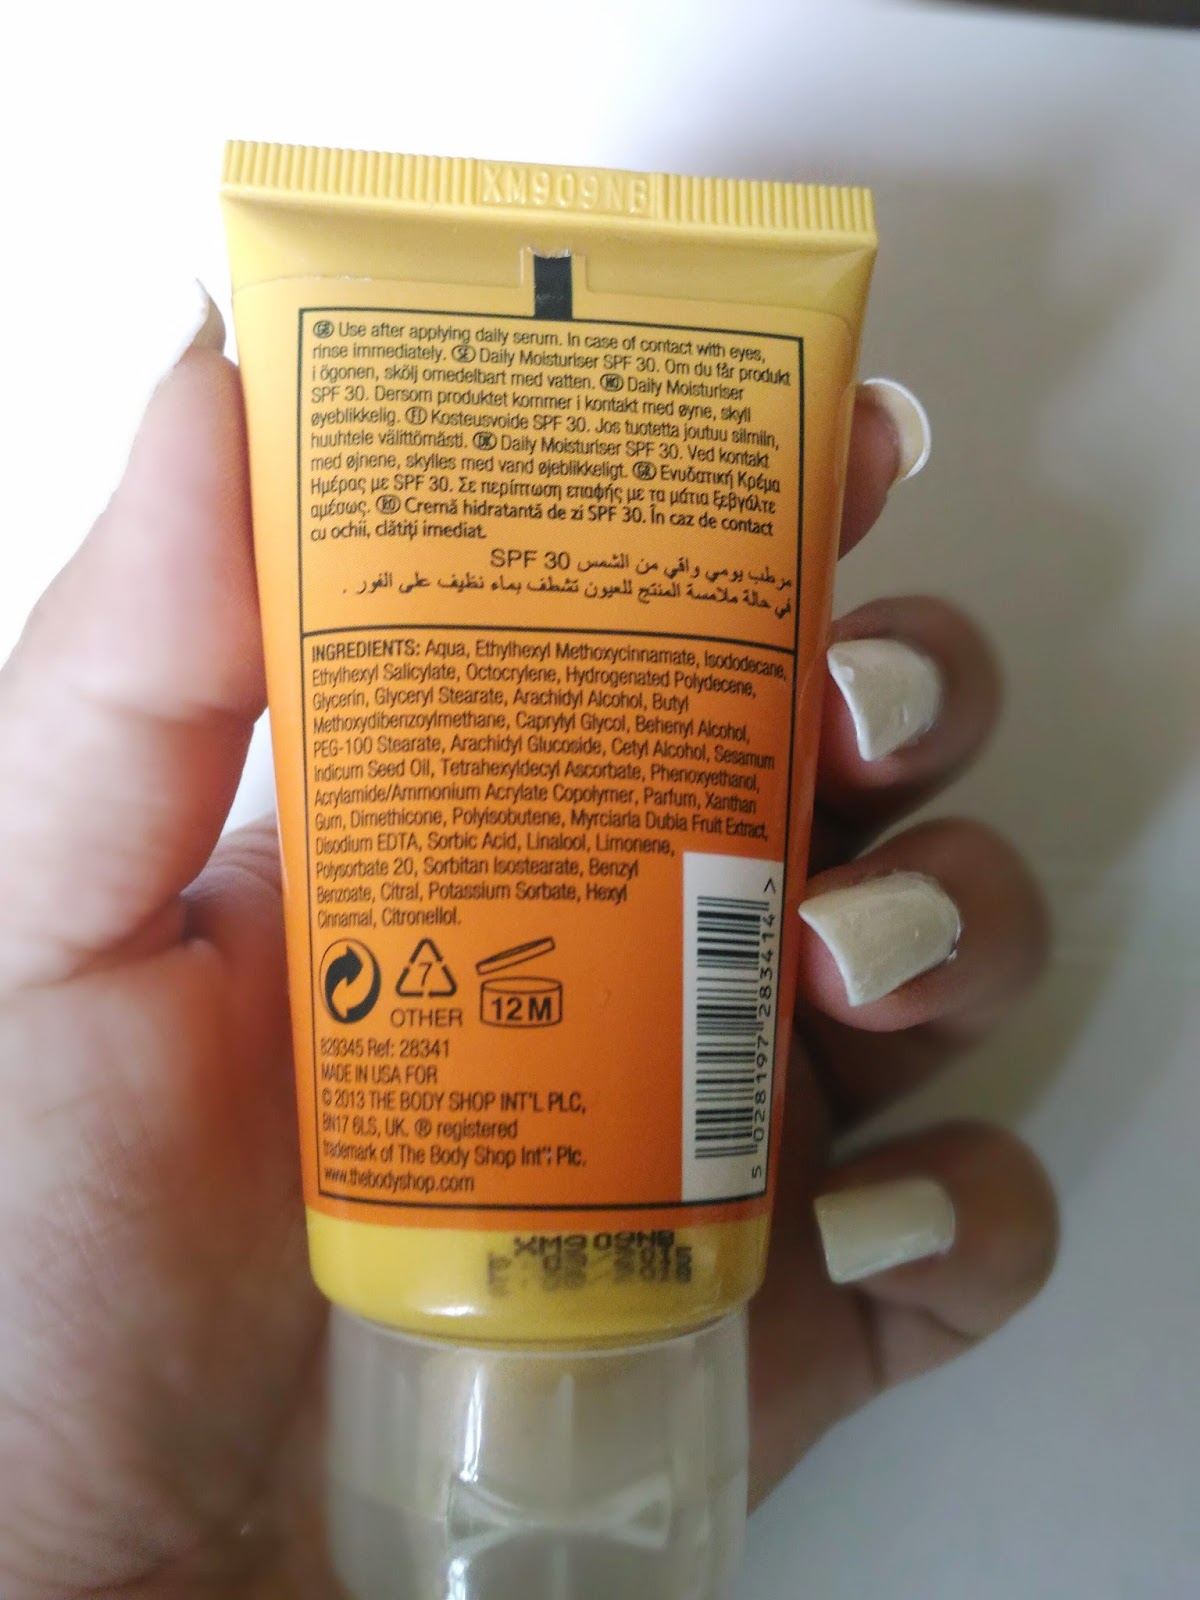 XM909NB
GB Use after applying daily serum. In case of contact with eyes,
rinse immediately. SE Daily Moisturiser SPF 30. Om du får produkt
i ögonen, skölj omedelbart med vatten. NO Daily Moisturiser
SPF 30. Dersom produktet kommer i kontakt med øyne, skyll
øyeblikkelig. FI Kosteusvoide SPF 30. Jos tuotetta joutuu silmiin,
huuhtele välittömästi. DK Daily Moisturiser SPF 30. Ved kontakt
med øjnene, skylles med vand øjeblikkeligt. GR Ενυδατική Κρέμα
Ημέρας με SPF 30. Σε περίπτωση επαφής με τα μάτια ξεβγάλτε
αμέσως. RO Cremă hidratantă de zi SPF 30. În caz de contact
cu ochii, clătiți imediat.
مرطب يومي واقي من الشمس SPF 30
في حالة ملامسة المنتج للعيون تشطف بماء نظيف على الفور .
INGREDIENTS: Aqua, Ethylhexyl Methoxycinnamate, Isododecane,
Ethylhexyl Salicylate, Octocrylene, Hydrogenated Polydecene,
Glycerin, Glyceryl Stearate, Arachidyl Alcohol, Butyl
Methoxydibenzoylmethane, Caprylyl Glycol, Behenyl Alcohol,
PEG-100 Stearate, Arachidyl Glucoside, Cetyl Alcohol, Sesamum
Indicum Seed Oil, Tetrahexyldecyl Ascorbate, Phenoxyethanol,
Acrylamide/Ammonium Acrylate Copolymer, Parfum, Xanthan
Gum, Dimethicone, Polyisobutene, Myrciaria Dubia Fruit Extract,
Disodium EDTA, Sorbic Acid, Linalool, Limonene,
Polysorbate 20, Sorbitan Isostearate, Benzyl
Benzoate, Citral, Potassium Sorbate, Hexyl
Cinnamal, Citronellol.
7
OTHER
12M
829345 Ref: 28341
MADE IN USA FOR
© 2013 THE BODY SHOP INT'L PLC,
BN17 6LS, UK. ® registered
trademark of The Body Shop Int'l Plc.
www.thebodyshop.com
5 028197 283414 >
XM909NB